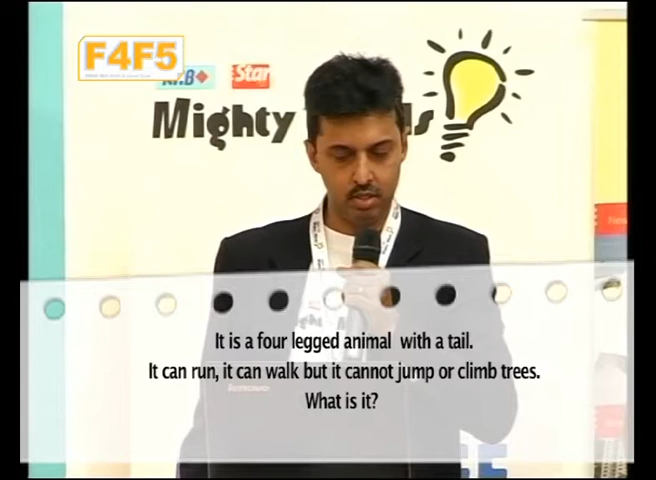 F4F5
RHB Star
Mighty
It is a four legged animal with a tail.
It can run, it can walk but it cannot jump or climb trees.
What is it?